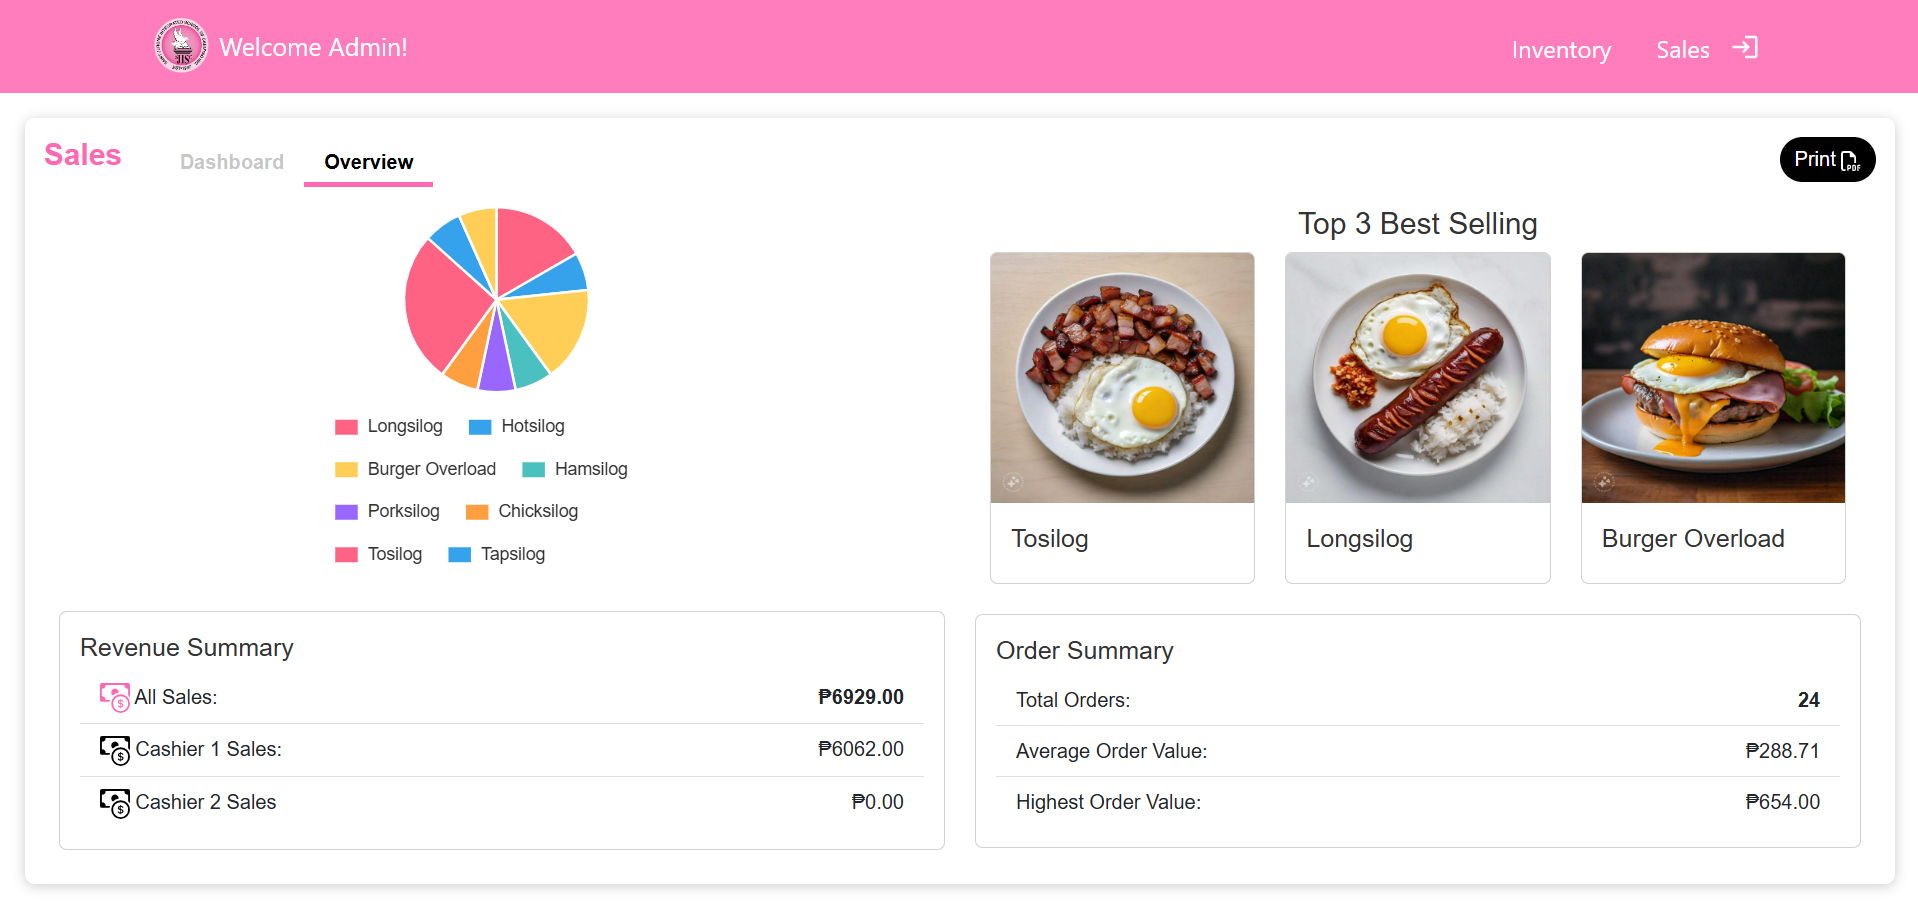 Welcome Admin!
Inventory
Sales
Sales
Dashboard
Overview
Print
PDF
Top 3 Best Selling
Longsilog
Hotsilog
Burger Overload
Hamsilog
Porksilog
Chicksilog
Tosilog
Tapsilog
Tosilog
Longsilog
Burger Overload
Revenue Summary
All Sales: ₱6929.00
Cashier 1 Sales: ₱6062.00
Cashier 2 Sales ₱0.00
Order Summary
Total Orders: 24
Average Order Value: ₱288.71
Highest Order Value: ₱654.00